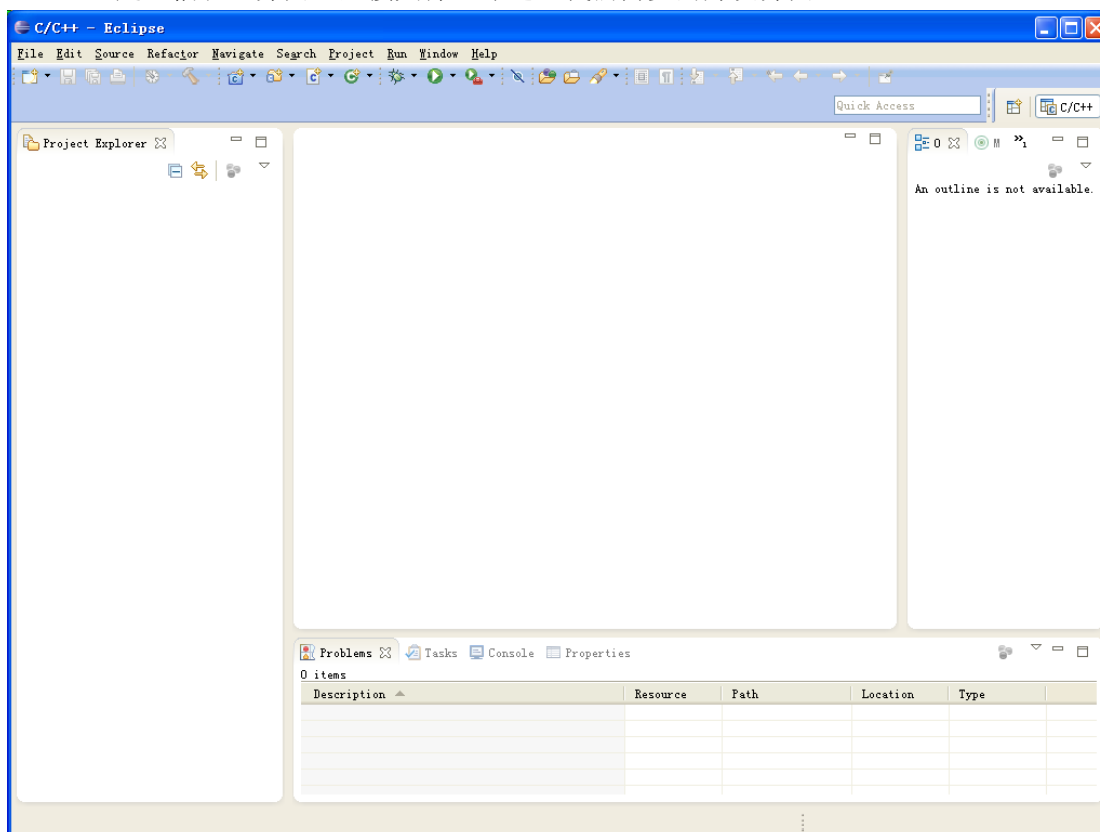 C/C++ - Eclipse
File Edit Source Refactor Navigate Search Project Run Window Help
Quick Access
C/C++
Project Explorer
O M »1
An outline is not available.
Problems Tasks Console Properties
0 items
Description Resource Path Location Type